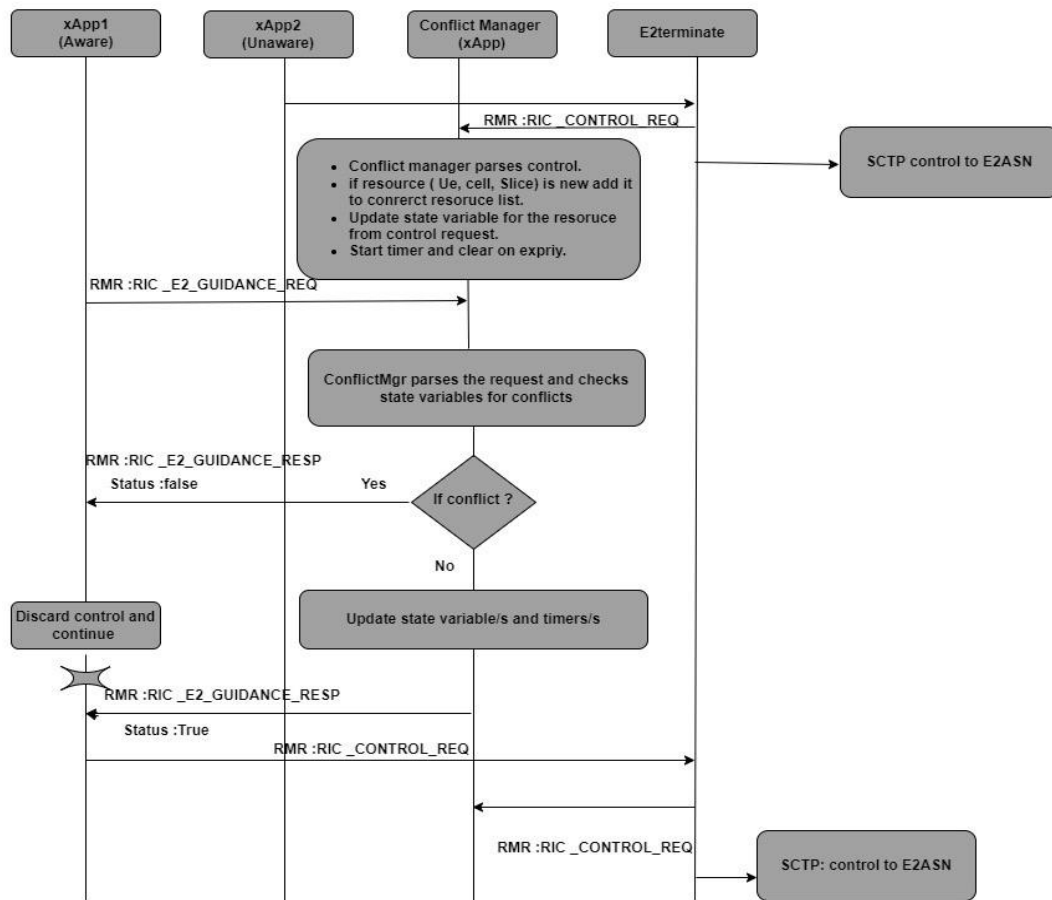 xApp1
(Aware)
xApp2
(Unaware)
Conflict Manager
(xApp)
E2terminate
RMR :RIC _CONTROL_REQ
SCTP control to E2ASN
• Conflict manager parses control.
• if resource ( Ue, cell, Slice) is new add it
to conrerct resoruce list.
• Update state variable for the resoruce
from control request.
• Start timer and clear on expriy.
RMR :RIC _E2_GUIDANCE_REQ
ConflictMgr parses the request and checks
state variables for conflicts
RMR :RIC _E2_GUIDANCE_RESP
Status :false
Yes
If conflict ?
No
Discard control and
continue
Update state variable/s and timers/s
RMR :RIC _E2_GUIDANCE_RESP
Status :True
RMR :RIC _CONTROL_REQ
RMR :RIC _CONTROL_REQ
SCTP: control to E2ASN